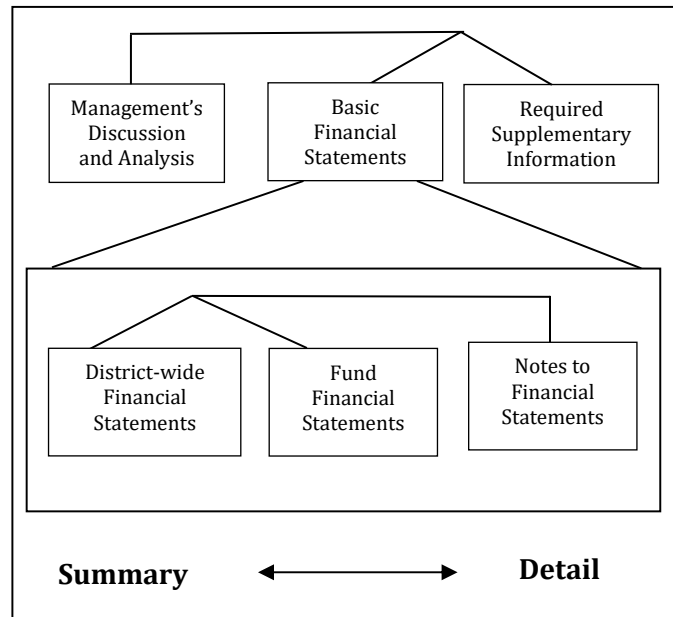 Management’s
Discussion
and Analysis
Basic
Financial
Statements
Required
Supplementary
Information
District-wide
Financial
Statements
Fund
Financial
Statements
Notes to
Financial
Statements
Summary
Detail